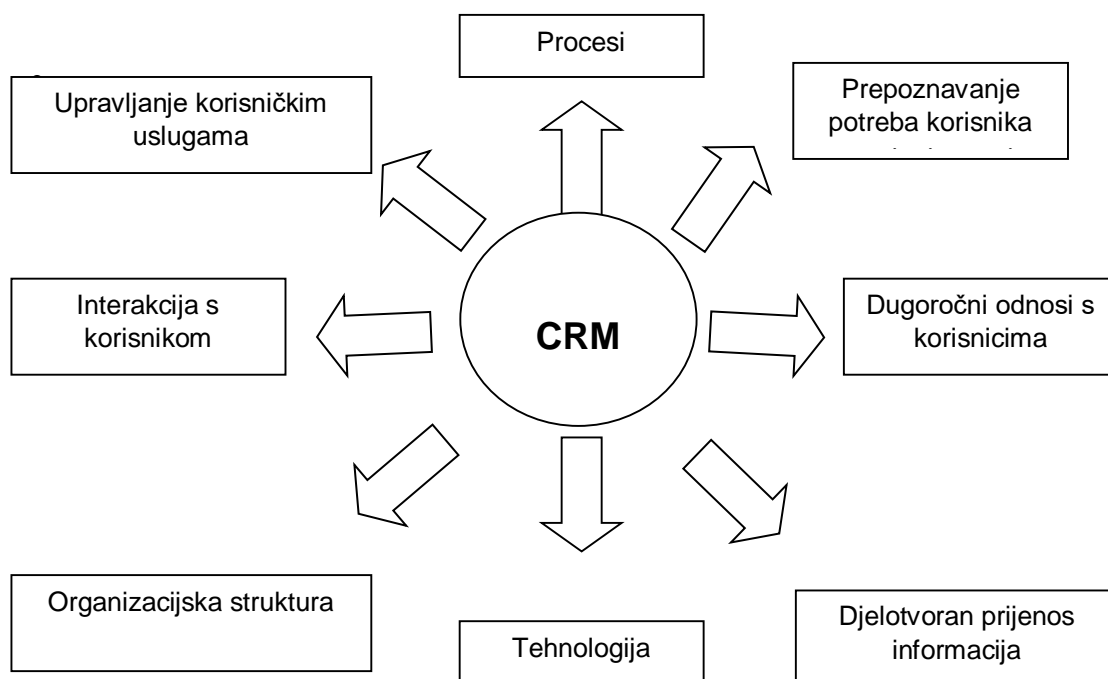 Procesi
Upravljanje korisničkim
uslugama
Prepoznavanje
potreba korisnika
Interakcija s
korisnikom
CRM
Dugoročni odnosi s
korisnicima
Organizacijska struktura
Tehnologija
Djelotvoran prijenos
informacija